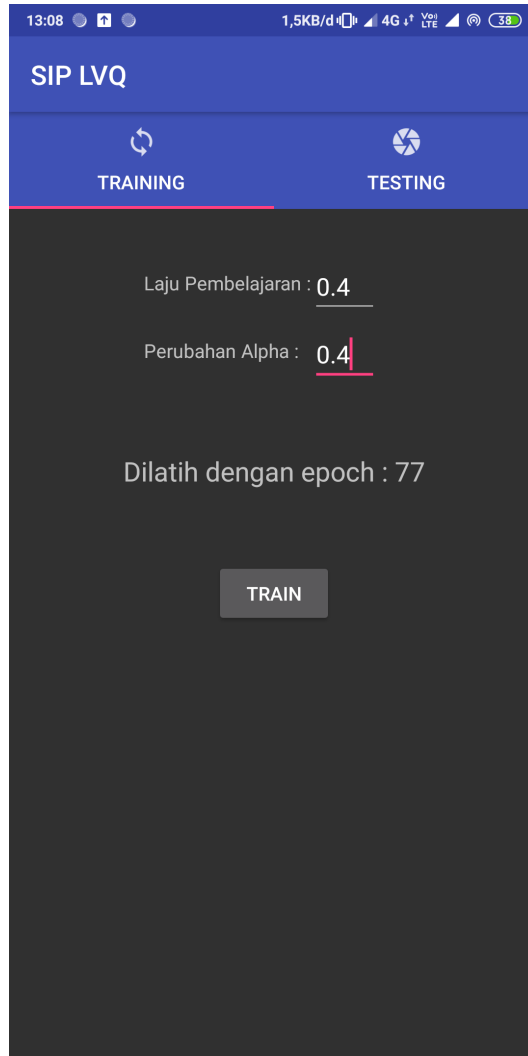 13:08 1,5KB/d 4G VoLTE 38
SIP LVQ
TRAINING TESTING
Laju Pembelajaran : 0.4
Perubahan Alpha : 0.4
Dilatih dengan epoch : 77
TRAIN